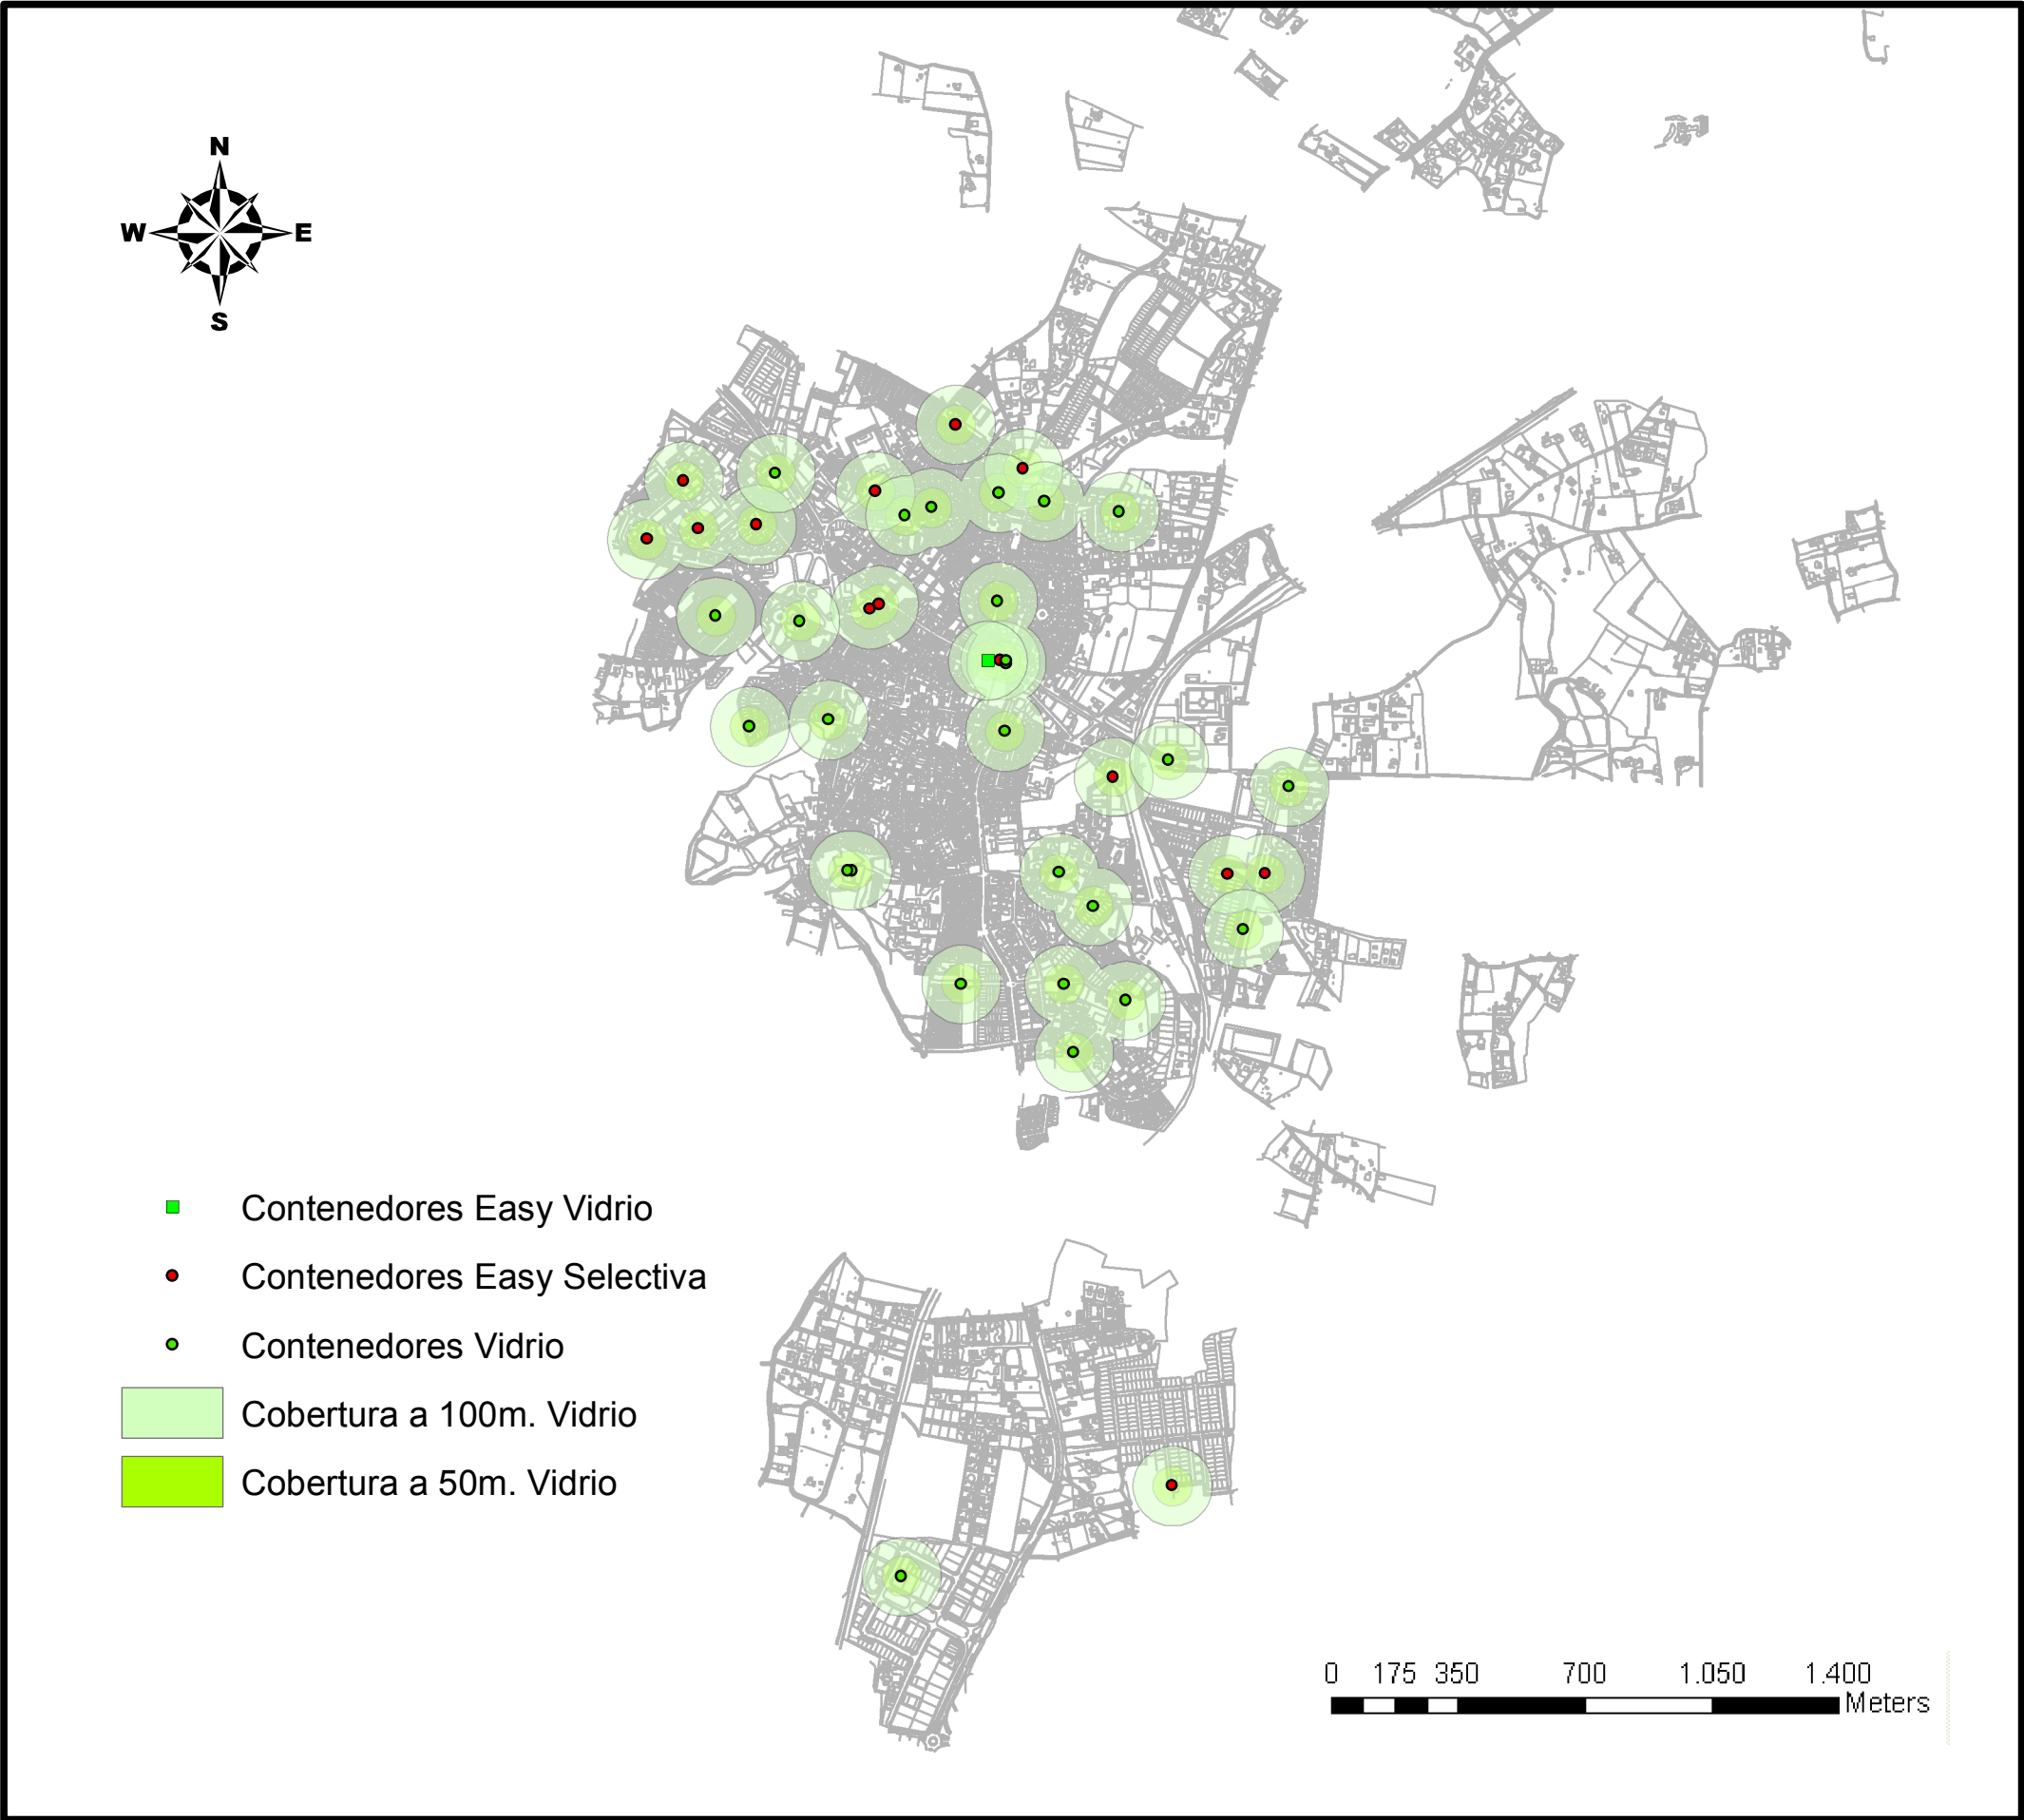 N
W E
S
Contenedores Easy Vidrio
Contenedores Easy Selectiva
Contenedores Vidrio
Cobertura a 100m. Vidrio
Cobertura a 50m. Vidrio
0 175 350 700 1.050 1.400
Meters